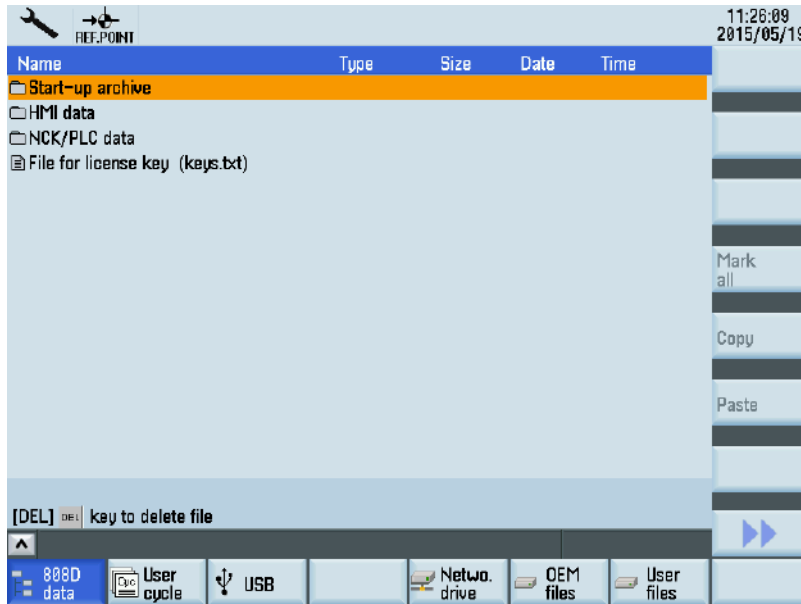 REF.POINT
11:26:09
2015/05/19
Name Type Size Date Time
Start-up archive
HMI data
NCK/PLC data
File for license key (keys.txt)
Mark
all
Copy
Paste
[DEL] DEL key to delete file
808D
data
Cyc
User
cycle
USB
Netwo.
drive
OEM
files
User
files